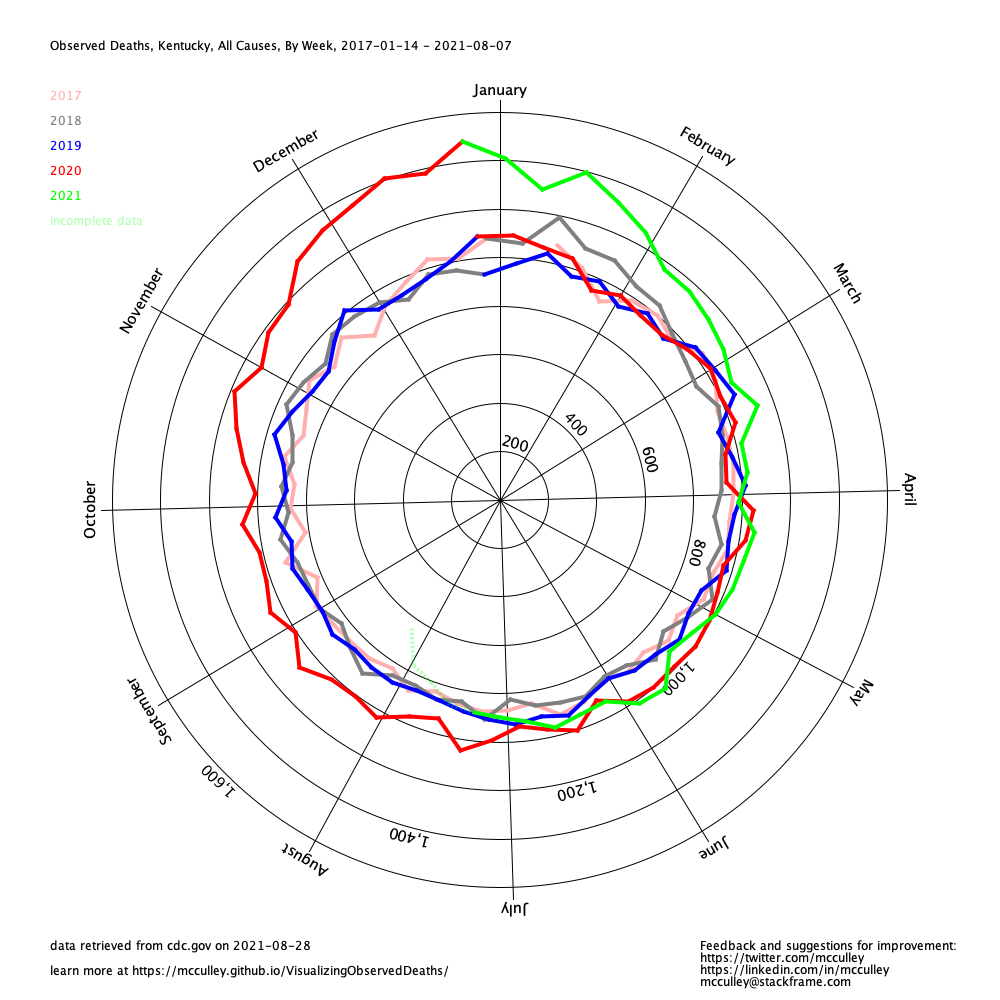 Observed Deaths, Kentucky, All Causes, By Week, 2017-01-14 - 2021-08-07
2017
2018
2019
2020
2021
incomplete data
January
February
March
April
May
June
July
August
September
October
November
December
200
400
600
800
1,000
1,200
1,400
1,600
data retrieved from cdc.gov on 2021-08-28
learn more at https://mcculley.github.io/VisualizingObservedDeaths/
Feedback and suggestions for improvement:
https://twitter.com/mcculley
https://linkedin.com/in/mcculley
mcculley@stackframe.com